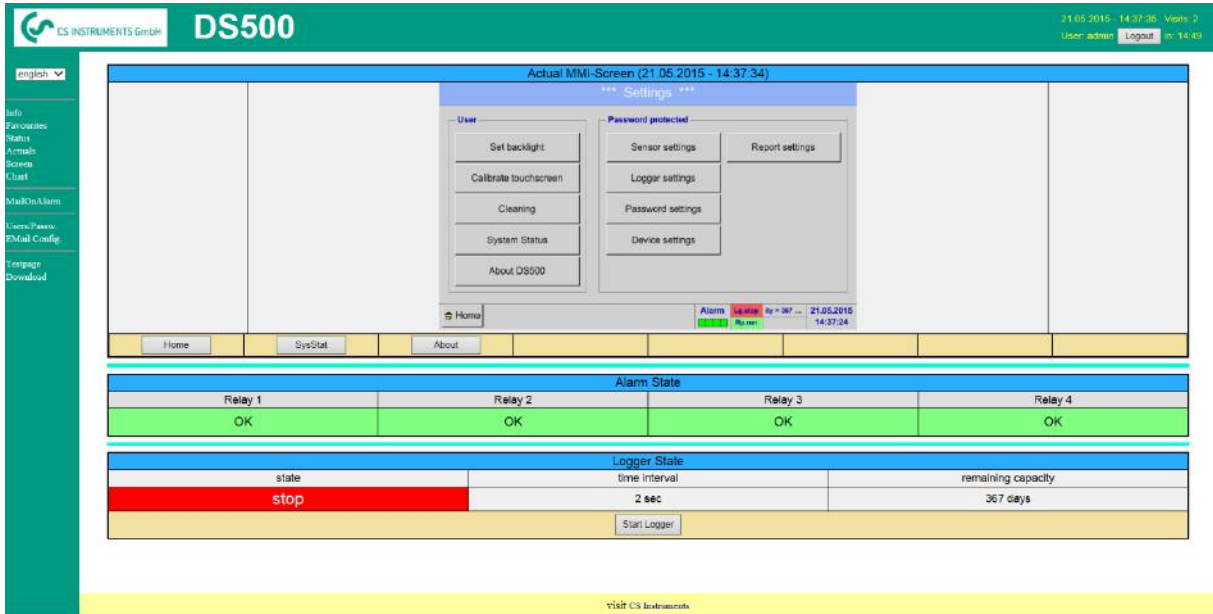 CS INSTRUMENTS GmbH
DS500
21.05.2015 - 14:37:36 Visits: 2
User: admin Logout in: 14:49
english
Info
Favourites
Status
Actuals
Screen
Chart
MailOnAlarm
Users/Passw.
EMail Config.
Testpage
Download
Actual MMI-Screen (21.05.2015 - 14:37:34)
*** Settings ***
User
Password protected
Set backlight
Sensor settings
Report settings
Calibrate touchscreen
Logger settings
Cleaning
Password settings
System Status
Device settings
About DS500
Home
Alarm
21.05.2015
14:37:24
Home
SysStat
About
Alarm State
Relay 1
Relay 2
Relay 3
Relay 4
OK
OK
OK
OK
Logger State
state
time interval
remaining capacity
stop
2 sec
367 days
Start Logger
visit CS Instruments